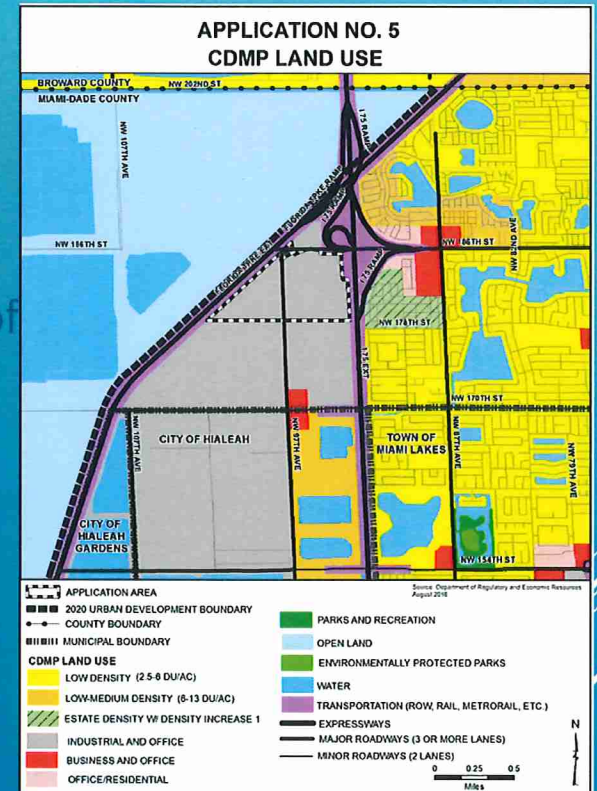 APPLICATION NO. 5
CDMP LAND USE
BROWARD COUNTY
NW 202ND ST
MIAMI-DADE COUNTY
NW 107TH AVE
I 75 RAMP
NW 186TH ST
NW 186TH ST
NW 82ND AVE
I 75 RAMP
NW 178TH ST
I 75 EXT
NW 170TH ST
CITY OF HIALEAH
NW 107TH AVE
NW 97TH AVE
TOWN OF
MIAMI LAKES
NW 87TH AVE
NW 79TH AVE
CITY OF
HIALEAH
GARDENS
NW 154TH ST
of
Source: Department of Regulatory and Economic Resources
August 2016
APPLICATION AREA
2020 URBAN DEVELOPMENT BOUNDARY
COUNTY BOUNDARY
MUNICIPAL BOUNDARY
CDMP LAND USE
LOW DENSITY (2.5-6 DU/AC)
LOW-MEDIUM DENSITY (6-13 DU/AC)
ESTATE DENSITY W/ DENSITY INCREASE 1
INDUSTRIAL AND OFFICE
BUSINESS AND OFFICE
OFFICE/RESIDENTIAL
PARKS AND RECREATION
OPEN LAND
ENVIRONMENTALLY PROTECTED PARKS
WATER
TRANSPORTATION (ROW, RAIL, METRORAIL, ETC.)
EXPRESSWAYS
MAJOR ROADWAYS (3 OR MORE LANES)
MINOR ROADWAYS (2 LANES)
N
0 0.25 0.5
Miles